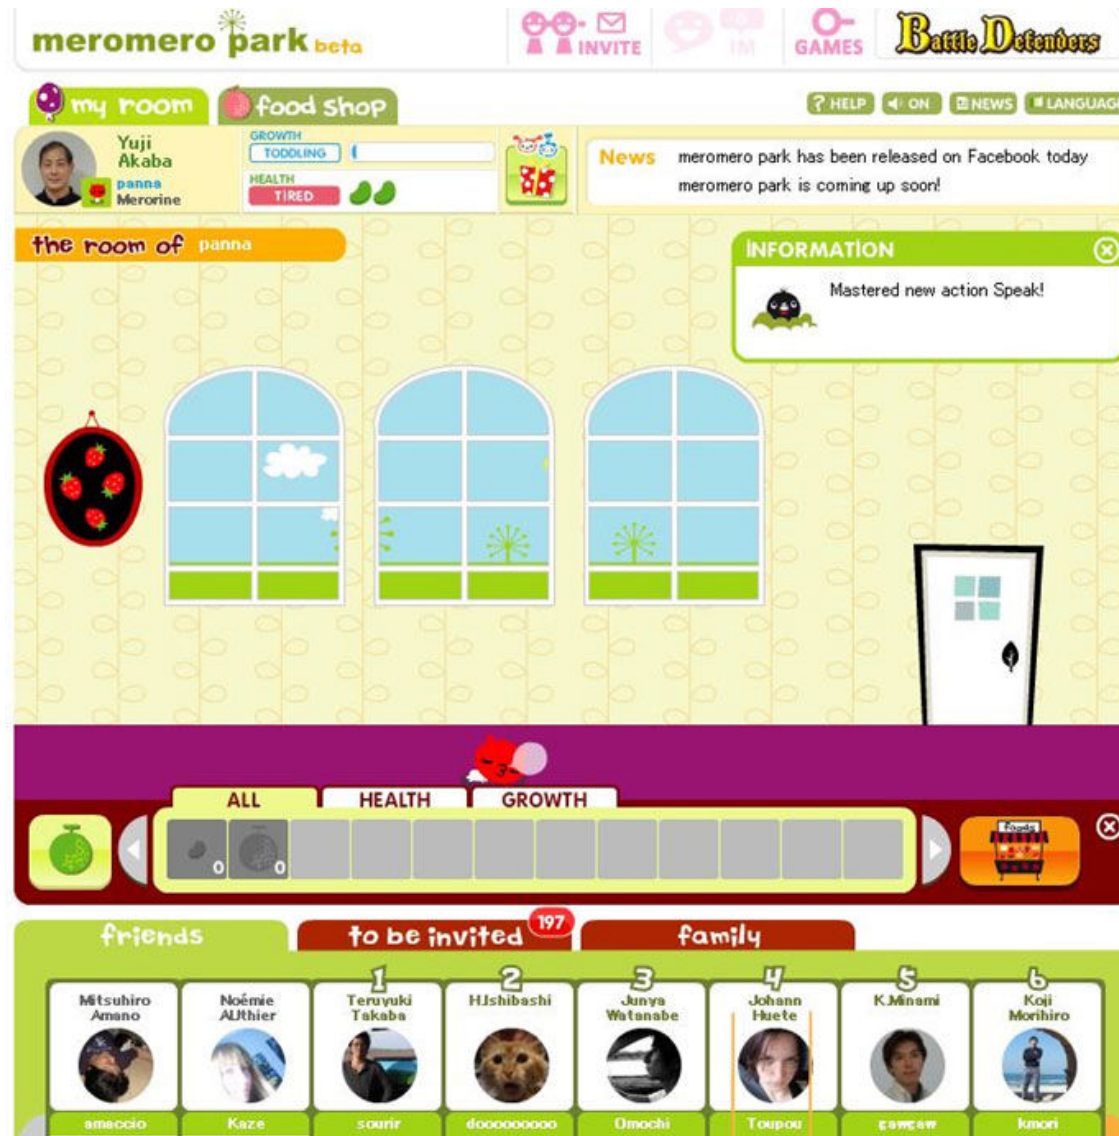 meromero park beta
INVITE
IM
GAMES
Battle Defenders
my room
food shop
? HELP
ON
NEWS
LANGUAG
Yuji
Akaba
panna
Merorine
GROWTH
TODDLING
HEALTH
TIRED
News
meromero park has been released on Facebook today
meromero park is coming up soon!
the room of panna
INFORMATION
Mastered new action Speak!
ALL
HEALTH
GROWTH
0
0
foods
friends
to be invited
197
family
1
2
3
4
5
6
Mitsuhiro
Amano
Noémie
AUthier
Teruyuki
Takaba
H.Ishibashi
Junya
Watanabe
Johann
Huete
K.Minami
Koji
Morihiro
amaccio
Kaze
sourir
dooooooooo
Omochi
Toupou
gawgaw
kmori